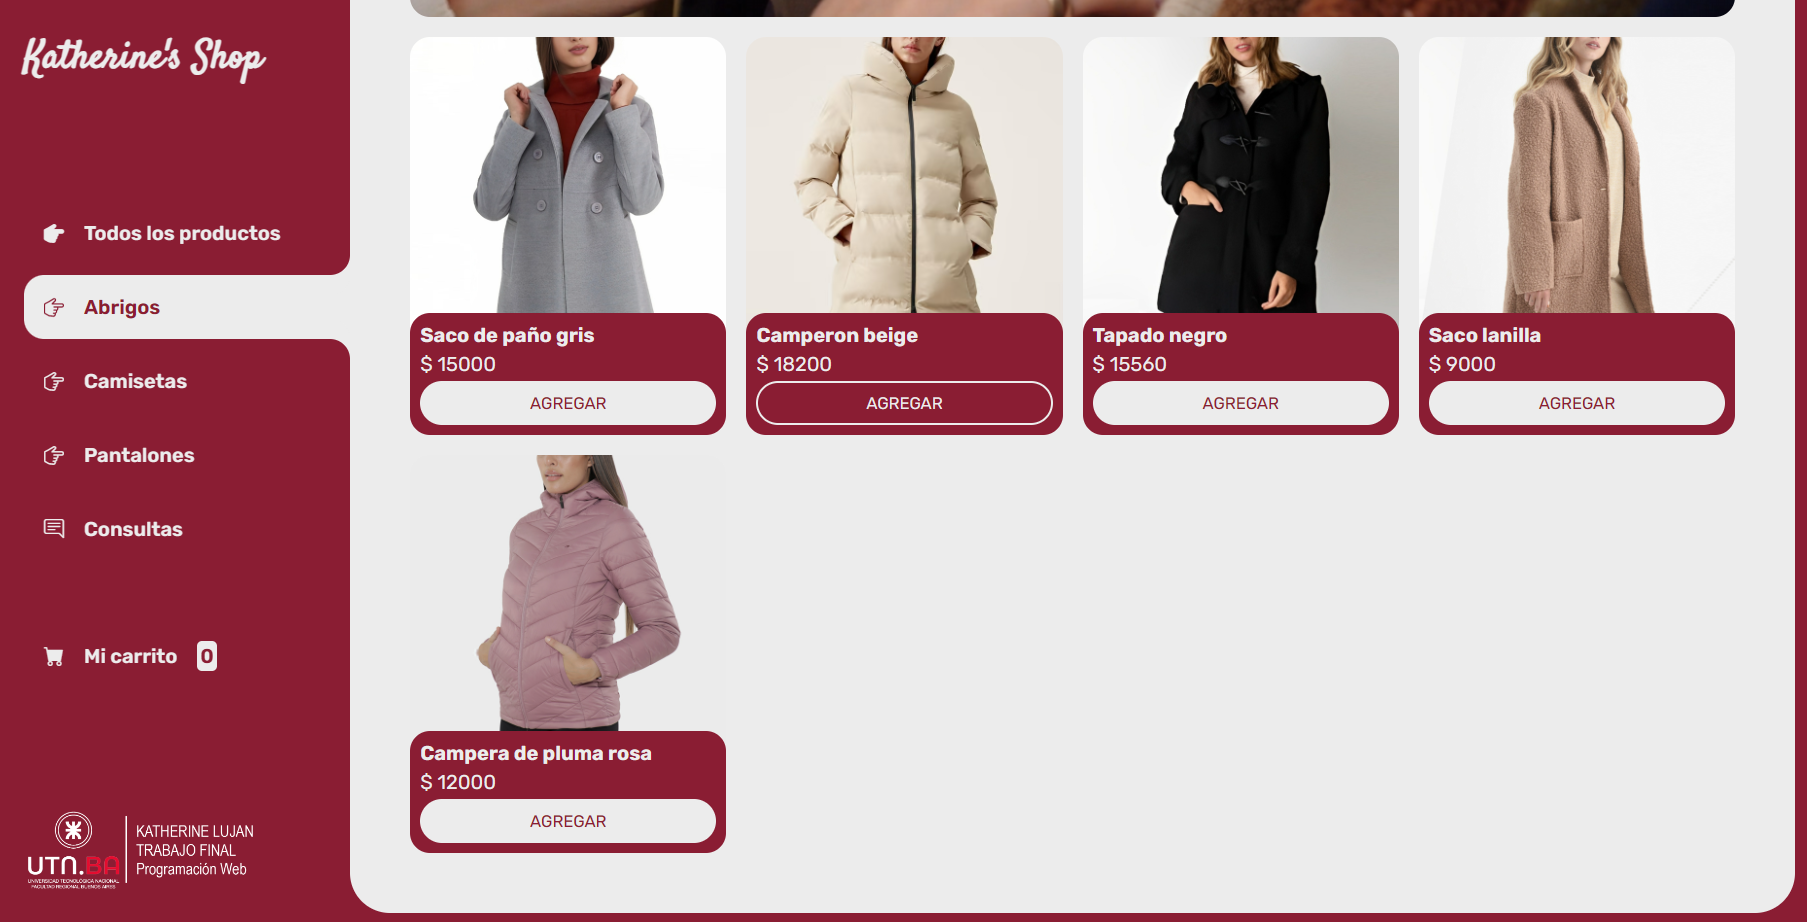 Katherine's Shop
Todos los productos
Abrigos
Camisetas
Pantalones
Consultas
Mi carrito 0
UTN.BA
UNIVERSIDAD TECNOLÓGICA NACIONAL
FACULTAD REGIONAL BUENOS AIRES
KATHERINE LUJAN
TRABAJO FINAL
Programación Web
Saco de paño gris
$ 15000
AGREGAR
Camperon beige
$ 18200
AGREGAR
Tapado negro
$ 15560
AGREGAR
Saco lanilla
$ 9000
AGREGAR
Campera de pluma rosa
$ 12000
AGREGAR